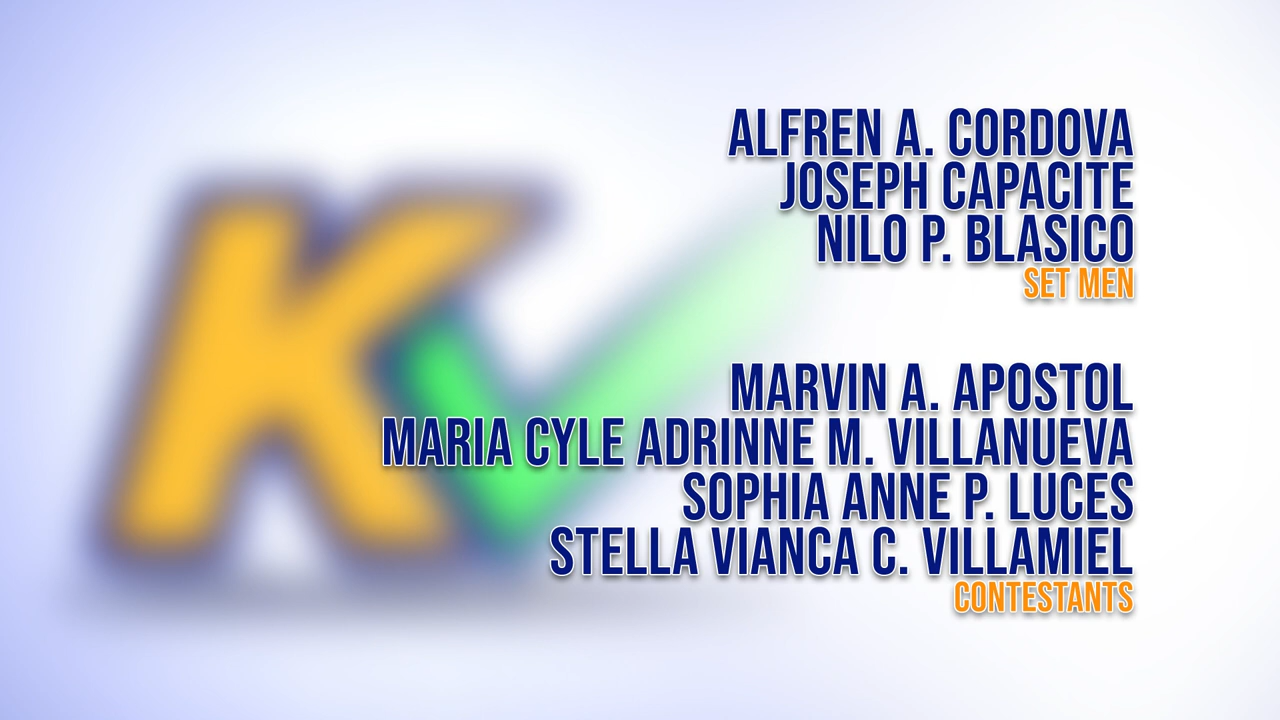 ALFREN A. CORDOVA
JOSEPH CAPACITE
NILO P. BLASICO
SET MEN
MARVIN A. APOSTOL
MARIA CYLE ADRINNE M. VILLANUEVA
SOPHIA ANNE P. LUCES
STELLA VIANCA C. VILLAMIEL
CONTESTANTS
K